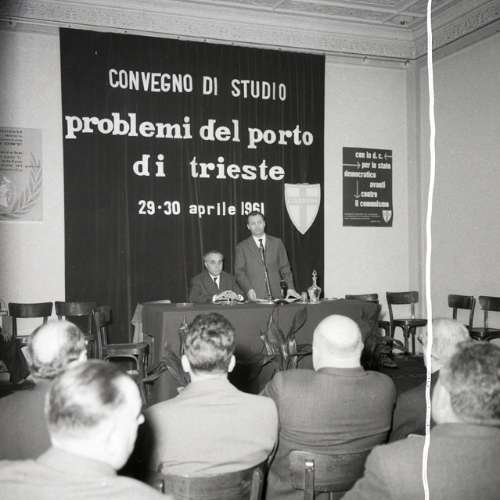 CONVEGNO DI STUDIO
problemi del porto
di trieste
29-30 aprile 1961
con la d.c.
per lo stato
democratico
avanti
contro
il comunismo
LIBERTAS